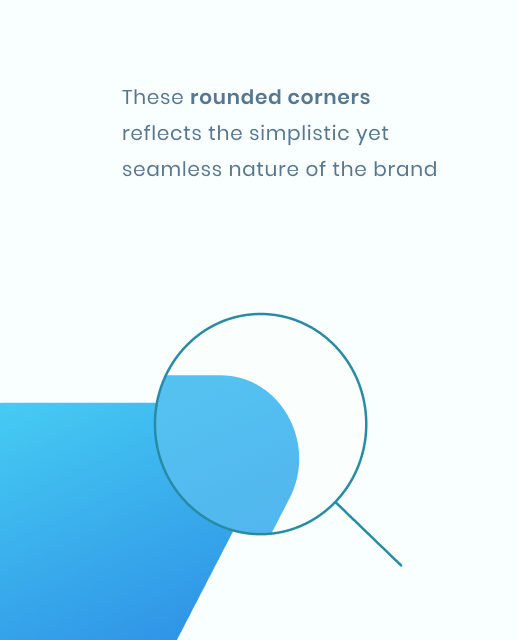 These rounded corners
reflects the simplistic yet
seamless nature of the brand